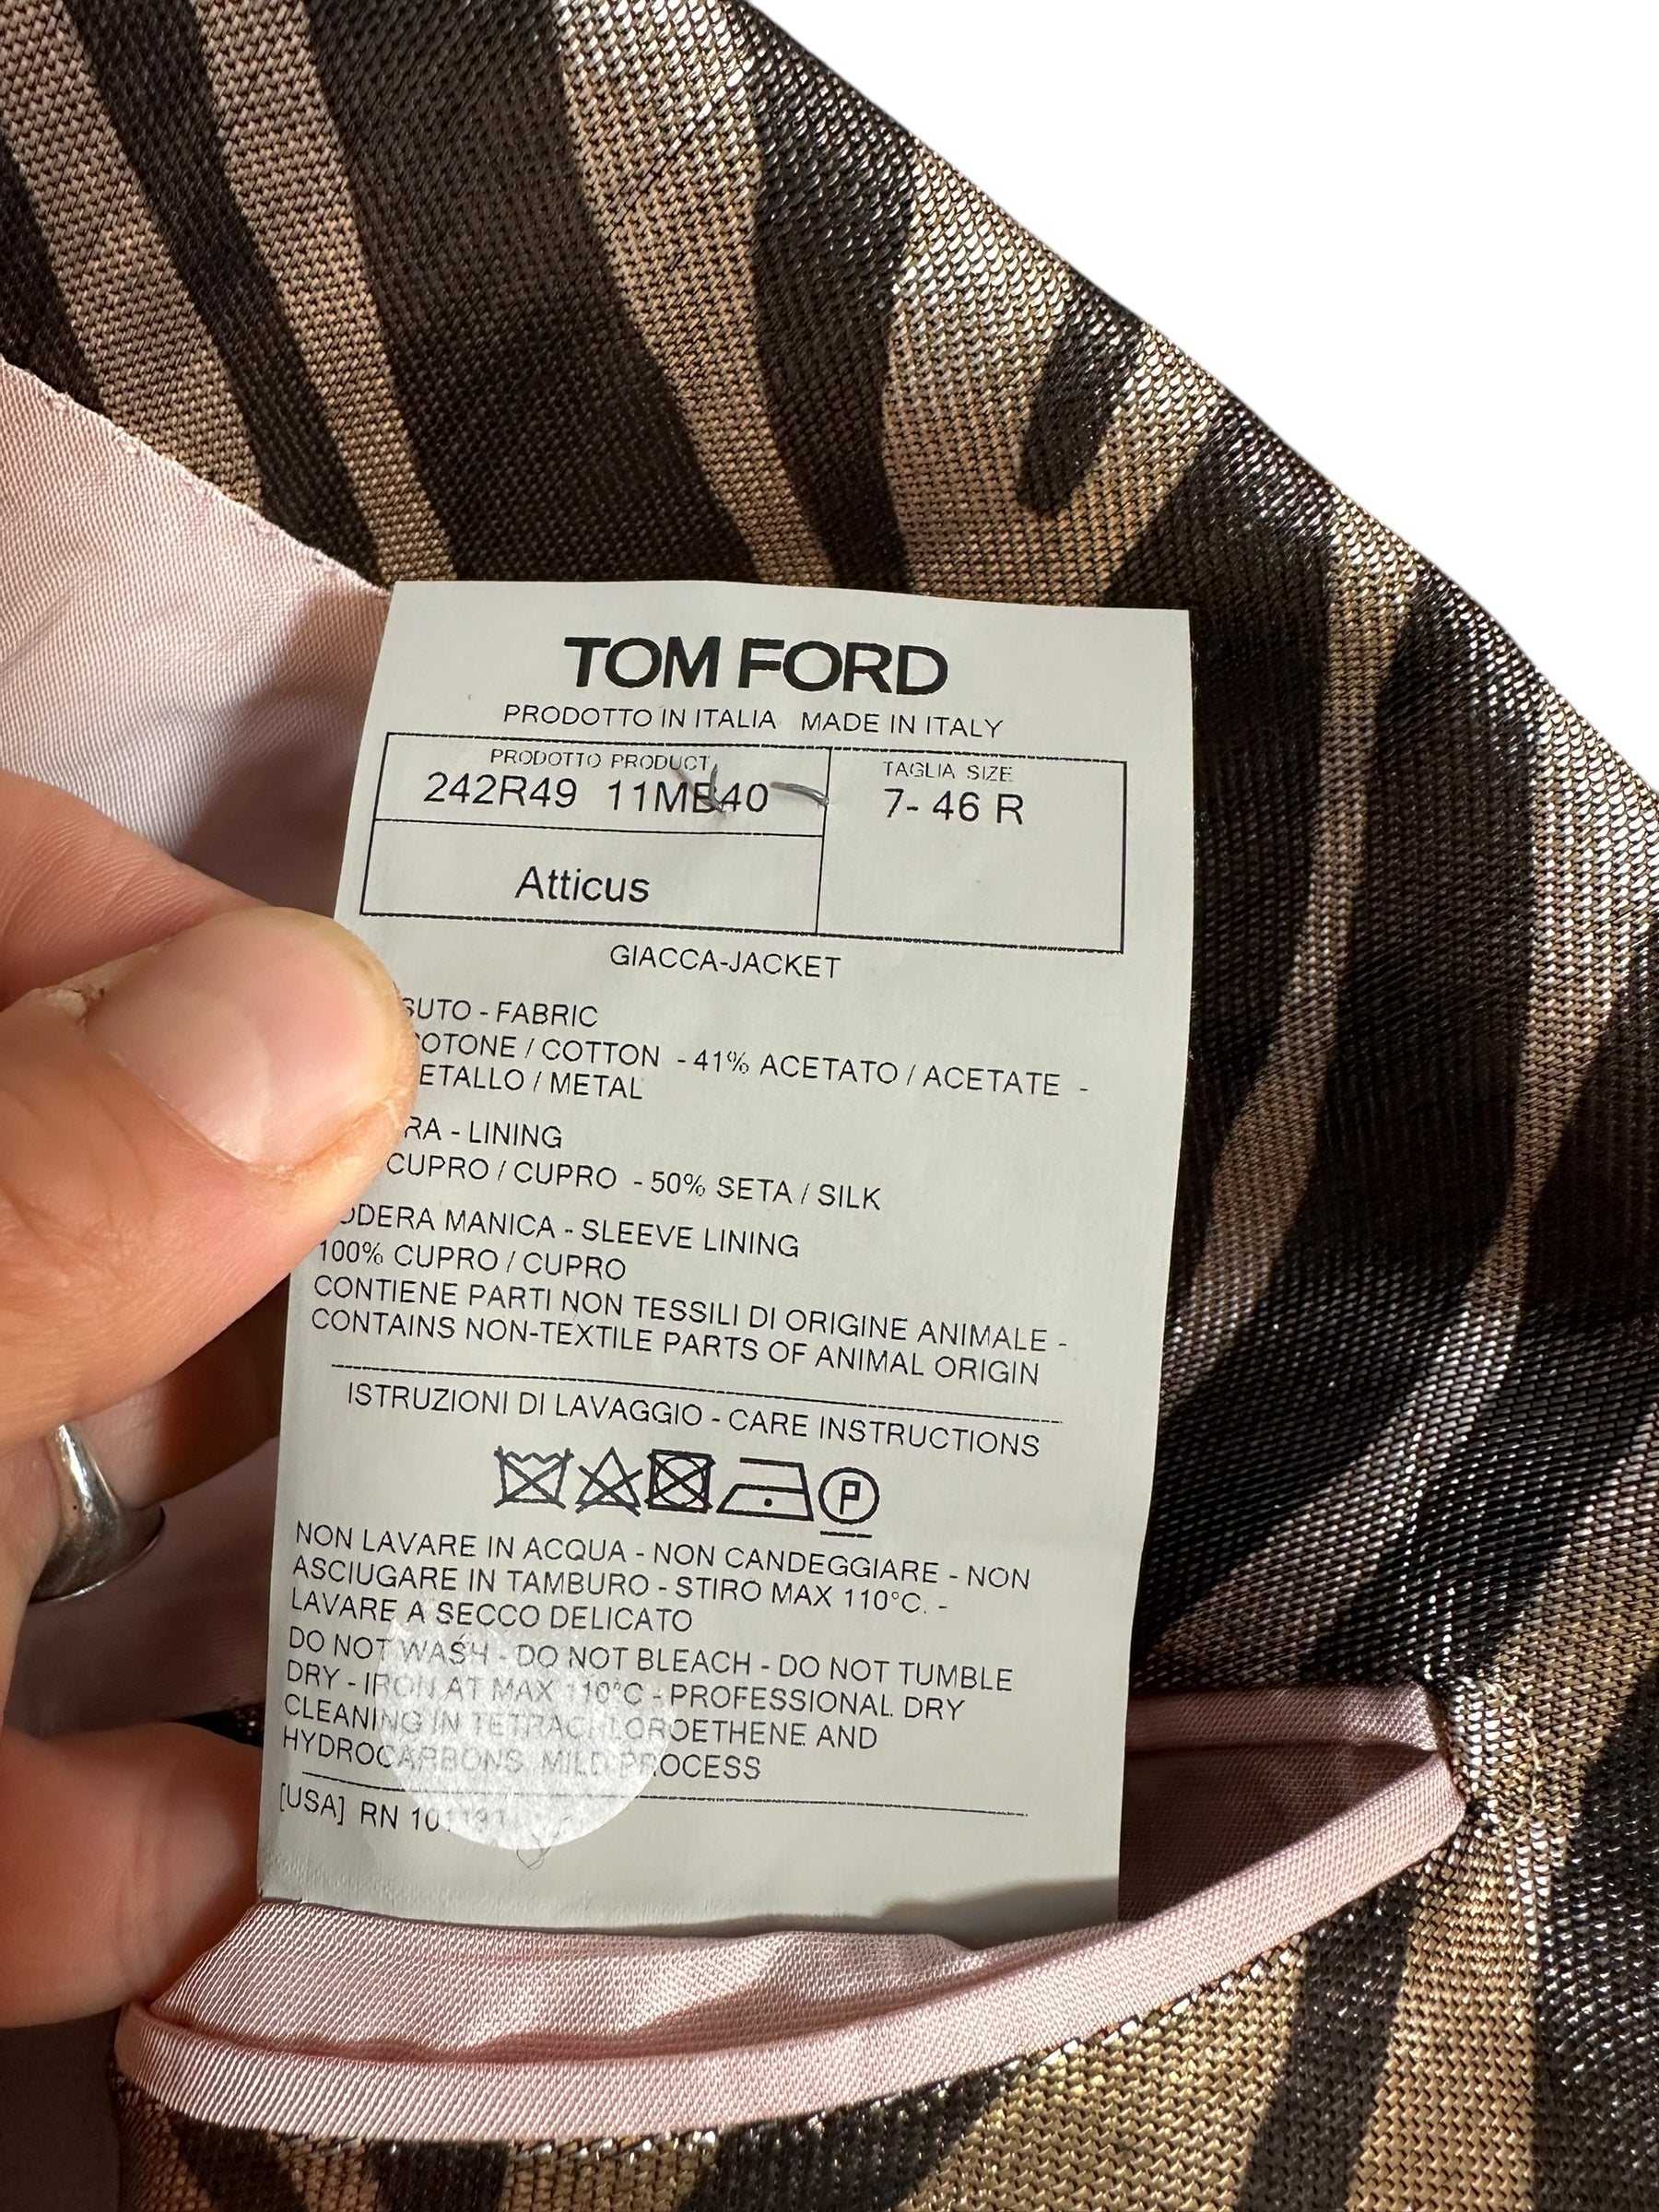 TOM FORD
PRODOTTO IN ITALIA MADE IN ITALY
PRODOTTO PRODUCT
TAGLIA SIZE
242R49 11MB40
7- 46 R
Atticus
GIACCA-JACKET
- FABRIC
/ COTTON - 41% ACETATO / ACETATE -
/ METAL
- LINING
CUPRO / CUPRO - 50% SETA / SILK
MANICA - SLEEVE LINING
100% CUPRO / CUPRO
CONTIENE PARTI NON TESSILI DI ORIGINE ANIMALE -
CONTAINS NON-TEXTILE PARTS OF ANIMAL ORIGIN
ISTRUZIONI DI LAVAGGIO - CARE INSTRUCTIONS
P
NON LAVARE IN ACQUA - NON CANDEGGIARE - NON
ASCIUGARE IN TAMBURO - STIRO MAX 110°C. -
LAVARE A SECCO DELICATO
DO NOT WASH - DO NOT BLEACH - DO NOT TUMBLE
DRY - IRON AT MAX 110°C - PROFESSIONAL DRY
CLEANING IN TETRACHLOROETHENE AND
HYDROCARBONS MILD PROCESS
[USA] RN